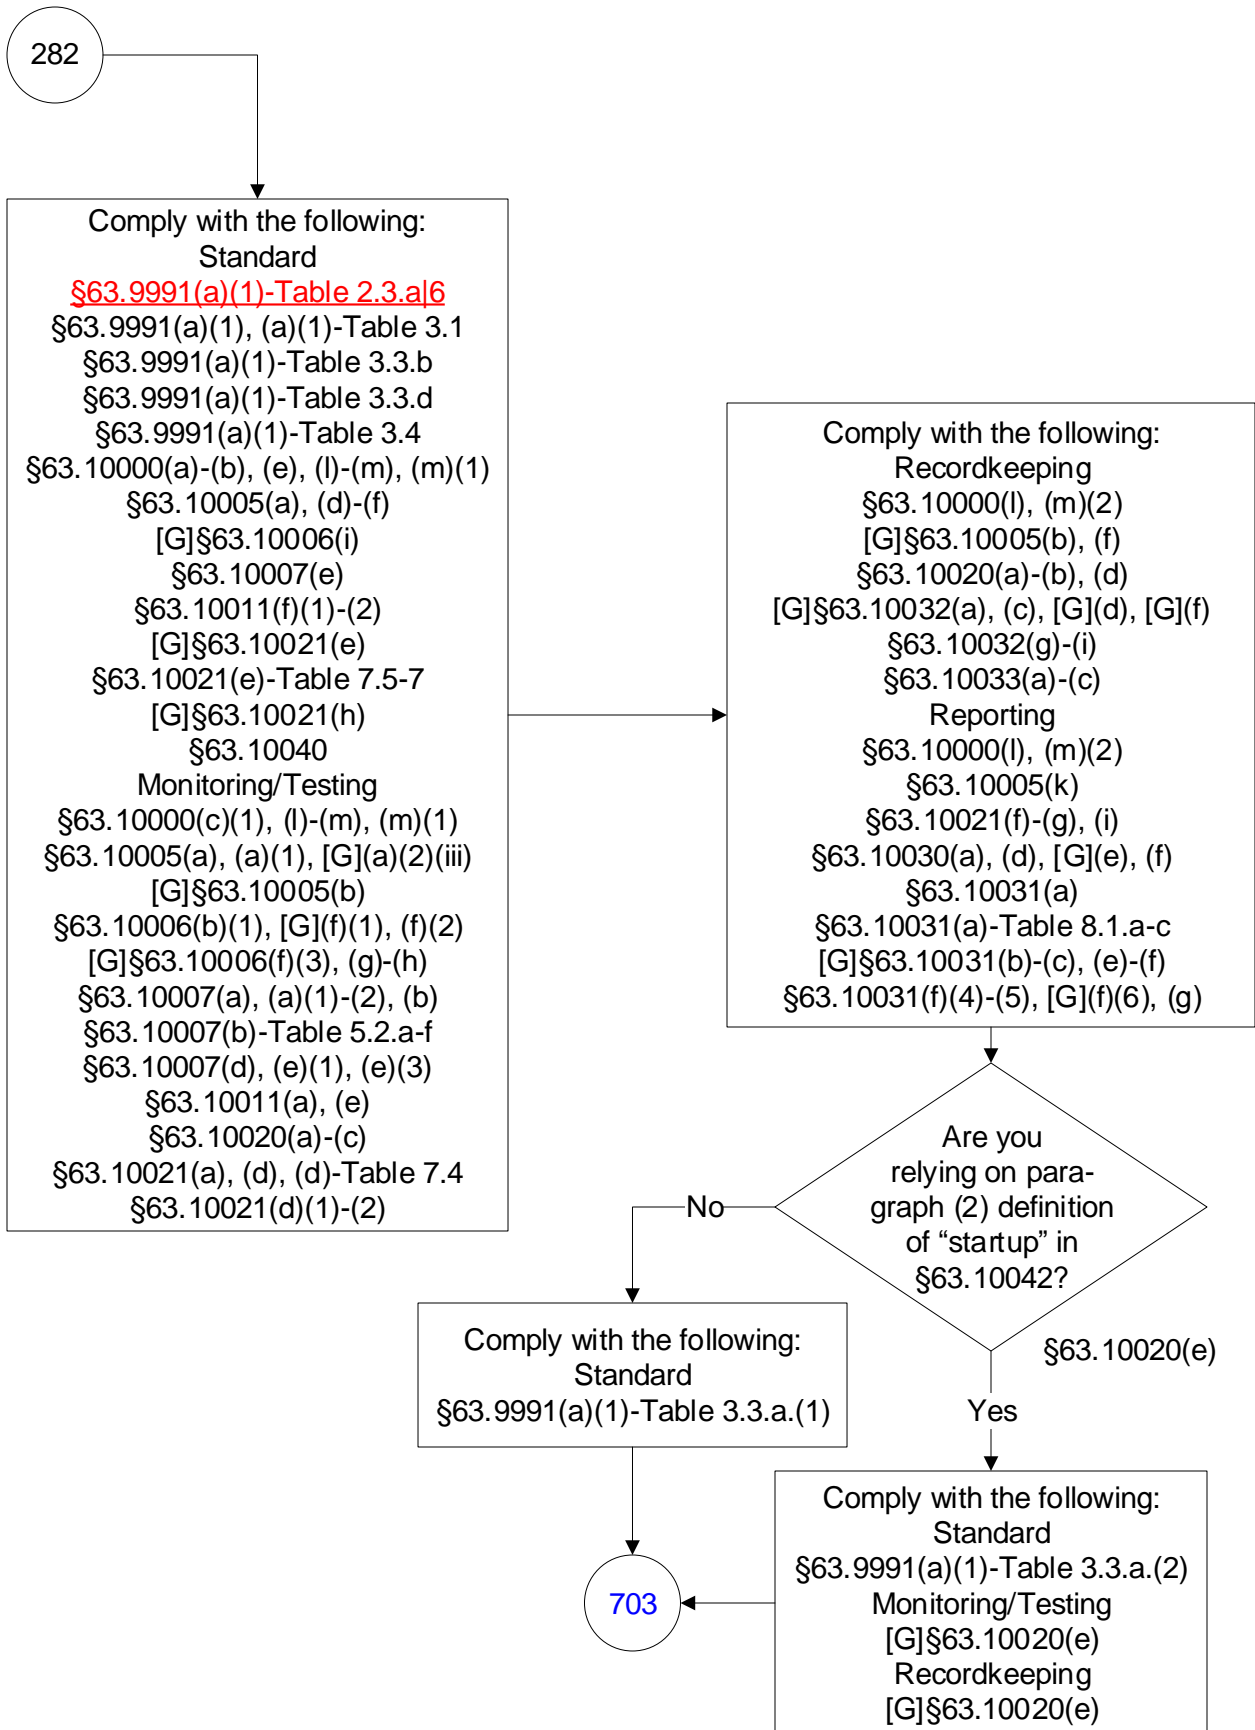 282
Comply with the following:
Standard
§63.9991(a)(1)-Table 2.3.a|6
§63.9991(a)(1), (a)(1)-Table 3.1
§63.9991(a)(1)-Table 3.3.b
§63.9991(a)(1)-Table 3.3.d
§63.9991(a)(1)-Table 3.4
§63.10000(a)-(b), (e), (l)-(m), (m)(1)
§63.10005(a), (d)-(f)
[G]§63.10006(i)
§63.10007(e)
§63.10011(f)(1)-(2)
[G]§63.10021(e)
§63.10021(e)-Table 7.5-7
[G]§63.10021(h)
§63.10040
Monitoring/Testing
§63.10000(c)(1), (l)-(m), (m)(1)
§63.10005(a), (a)(1), [G](a)(2)(iii)
[G]§63.10005(b)
§63.10006(b)(1), [G](f)(1), (f)(2)
[G]§63.10006(f)(3), (g)-(h)
§63.10007(a), (a)(1)-(2), (b)
§63.10007(b)-Table 5.2.a-f
§63.10007(d), (e)(1), (e)(3)
§63.10011(a), (e)
§63.10020(a)-(c)
§63.10021(a), (d), (d)-Table 7.4
§63.10021(d)(1)-(2)
Comply with the following:
Recordkeeping
§63.10000(l), (m)(2)
[G]§63.10005(b), (f)
§63.10020(a)-(b), (d)
[G]§63.10032(a), (c), [G](d), [G](f)
§63.10032(g)-(i)
§63.10033(a)-(c)
Reporting
§63.10000(l), (m)(2)
§63.10005(k)
§63.10021(f)-(g), (i)
§63.10030(a), (d), [G](e), (f)
§63.10031(a)
§63.10031(a)-Table 8.1.a-c
[G]§63.10031(b)-(c), (e)-(f)
§63.10031(f)(4)-(5), [G](f)(6), (g)
Are you
relying on para-
graph (2) definition
of “startup” in
§63.10042?
§63.10020(e)
No
Comply with the following:
Standard
§63.9991(a)(1)-Table 3.3.a.(1)
Yes
Comply with the following:
Standard
§63.9991(a)(1)-Table 3.3.a.(2)
Monitoring/Testing
[G]§63.10020(e)
Recordkeeping
[G]§63.10020(e)
703